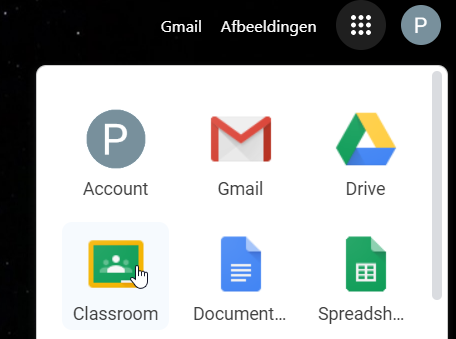 Gmail Afbeeldingen P
P
Account Gmail Drive
Classroom Document... Spreadsh...